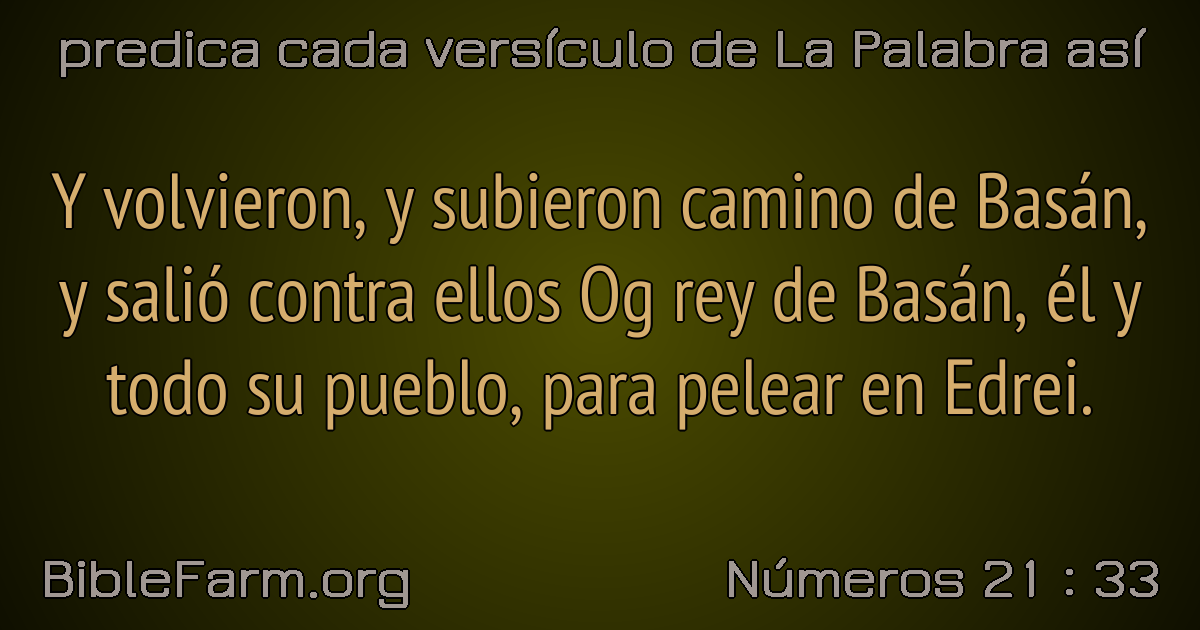 predica cada versículo de La Palabra así
Y volvieron, y subieron camino de Basán,
y salió contra ellos Og rey de Basán, él y
todo su pueblo, para pelear en Edrei.
BibleFarm.org
Números 21 : 33